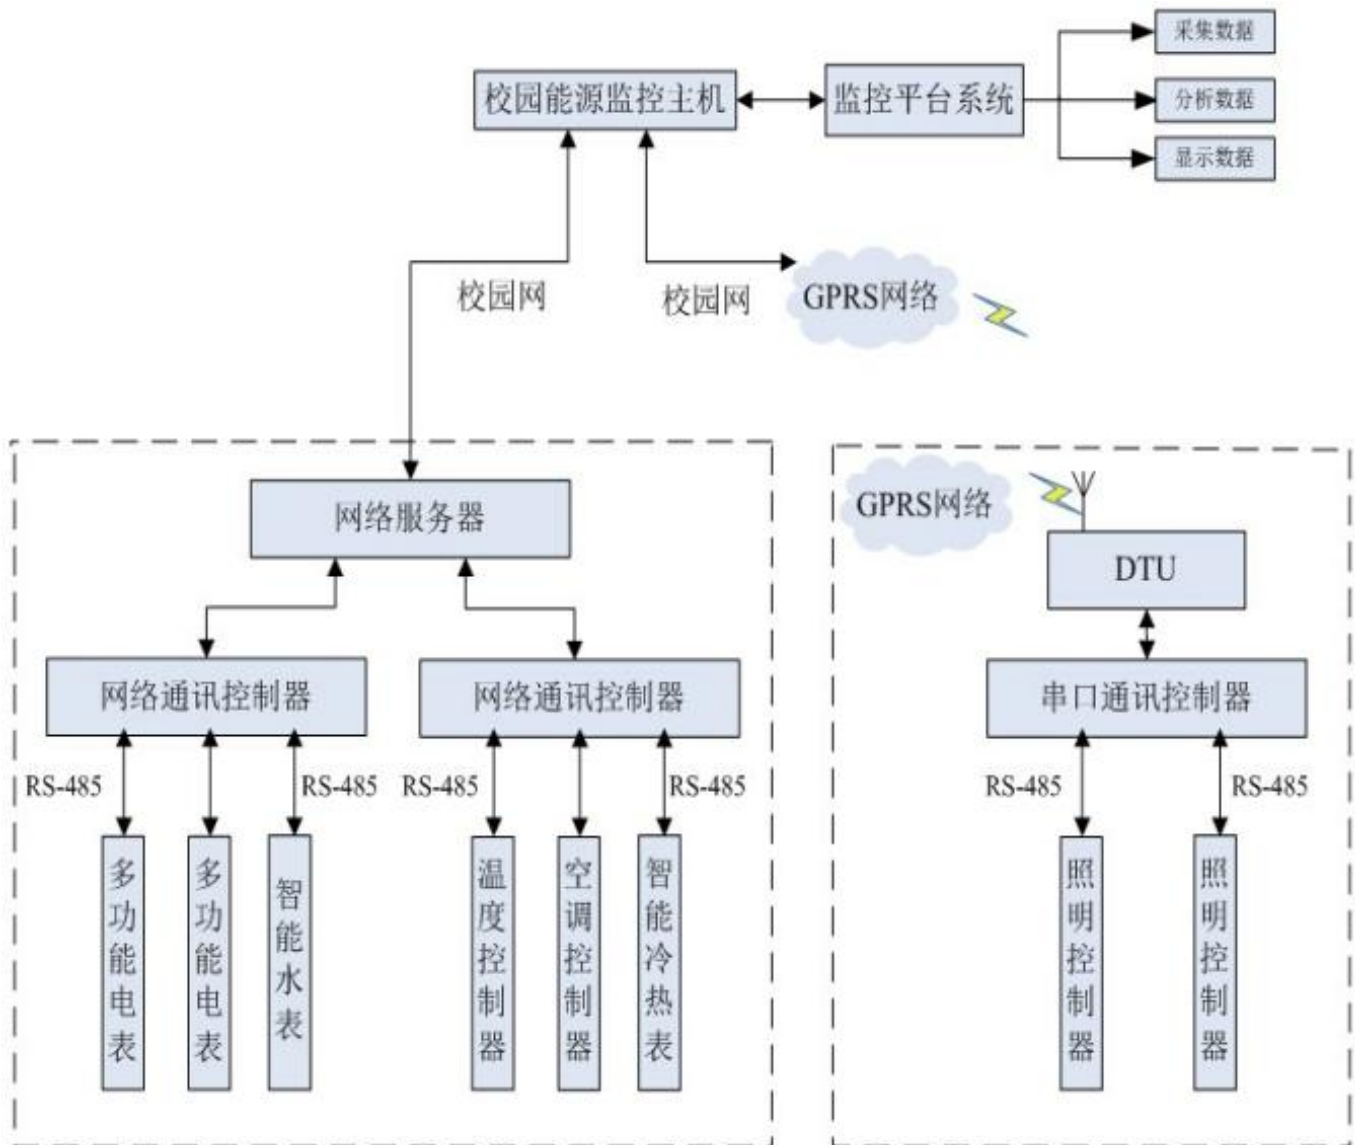 采集数据
校园能源监控主机
监控平台系统
分析数据
显示数据
校园网
校园网
GPRS网络
网络服务器
GPRS网络
DTU
网络通讯控制器
网络通讯控制器
串口通讯控制器
RS-485
RS-485
RS-485
RS-485
RS-485
RS-485
多功能电表
多功能电表
智能水表
温度控制器
空调控制器
智能冷热表
照明控制器
照明控制器